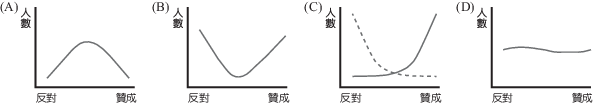 (A) 人數 反對 贊成
(B) 人數 反對 贊成
(C) 人數 反對 贊成
(D) 人數 反對 贊成